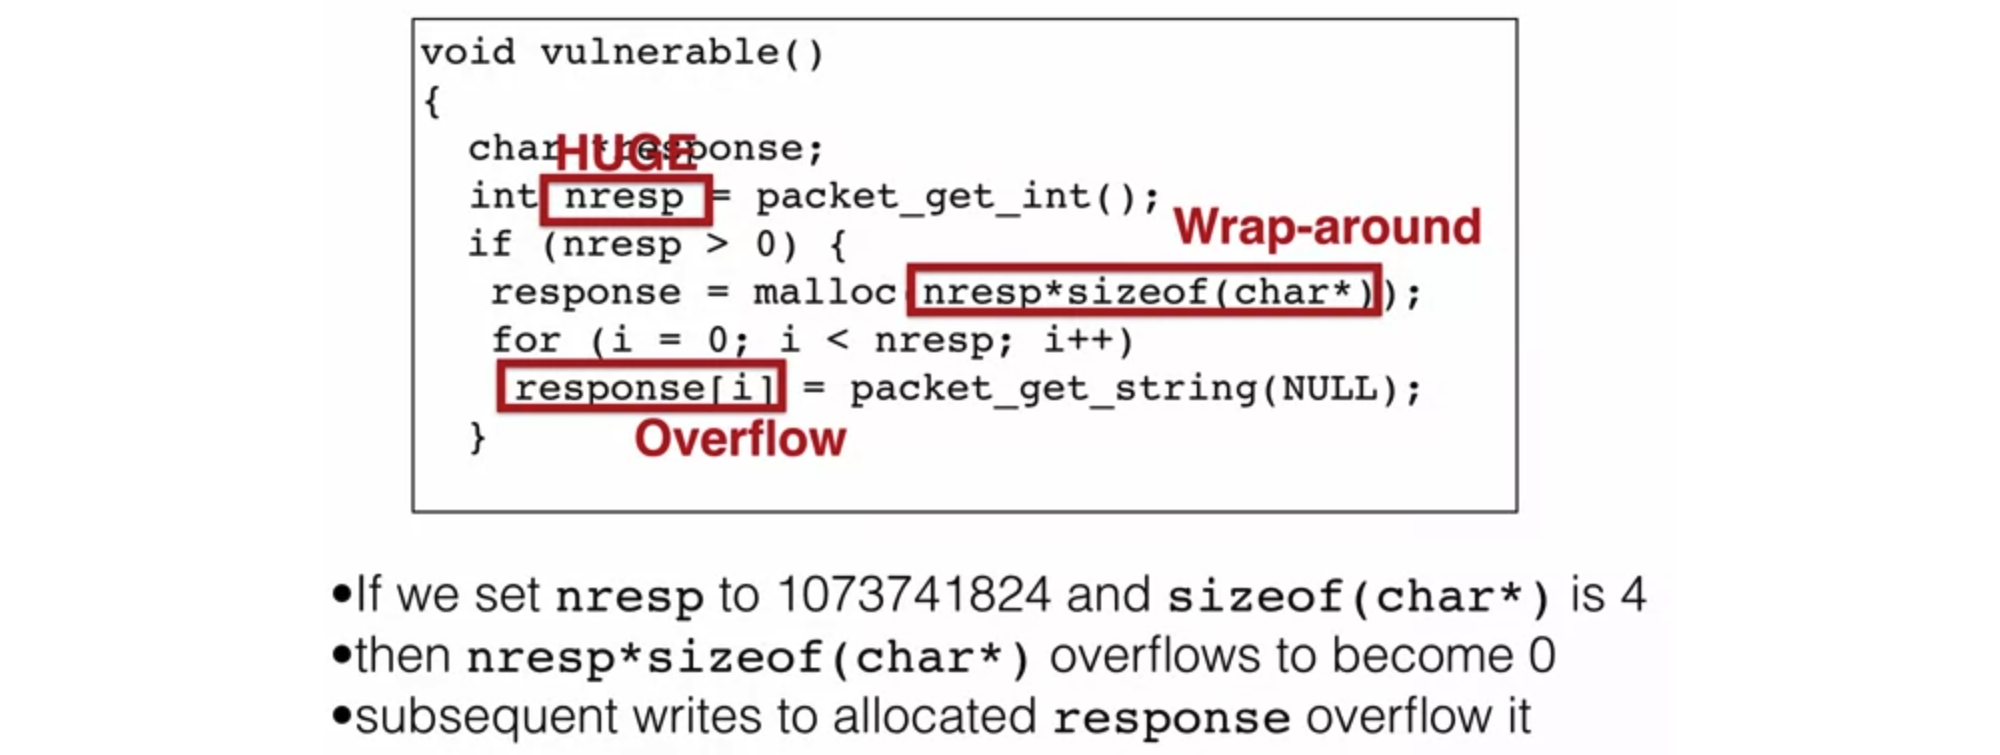 void vulnerable()
{
char *response;
HUGE
int nresp = packet_get_int();
Wrap-around
if (nresp > 0) {
response = malloc(nresp*sizeof(char*));
for (i = 0; i < nresp; i++)
response[i] = packet_get_string(NULL);
}
Overflow
•If we set nresp to 1073741824 and sizeof(char*) is 4
•then nresp*sizeof(char*) overflows to become 0
•subsequent writes to allocated response overflow it